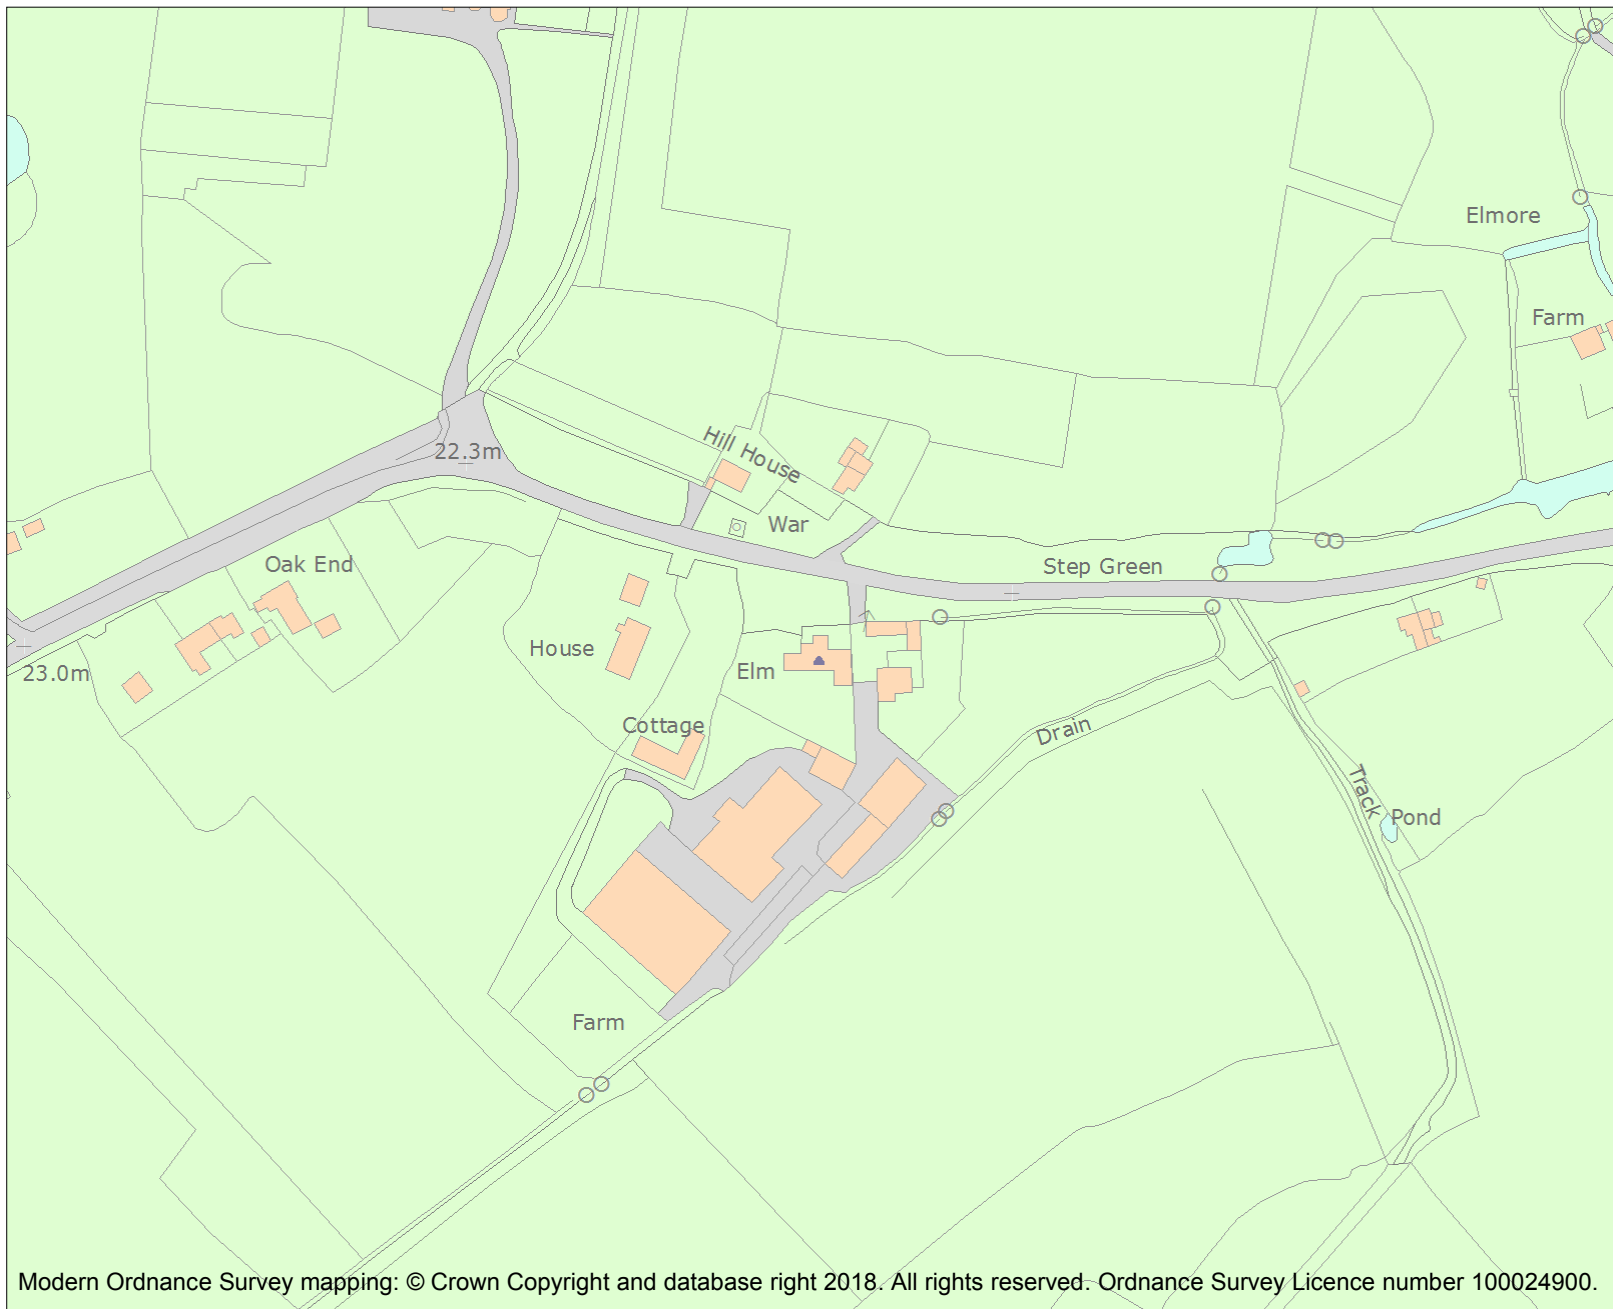 Elmore
Farm
Hill House
22.3m
War
Oak End
Step Green
House
23.0m
Elm
Cottage
Drain
Track
Pond
Farm
Modern Ordnance Survey mapping: © Crown Copyright and database right 2018. All rights reserved. Ordnance Survey Licence number 100024900.